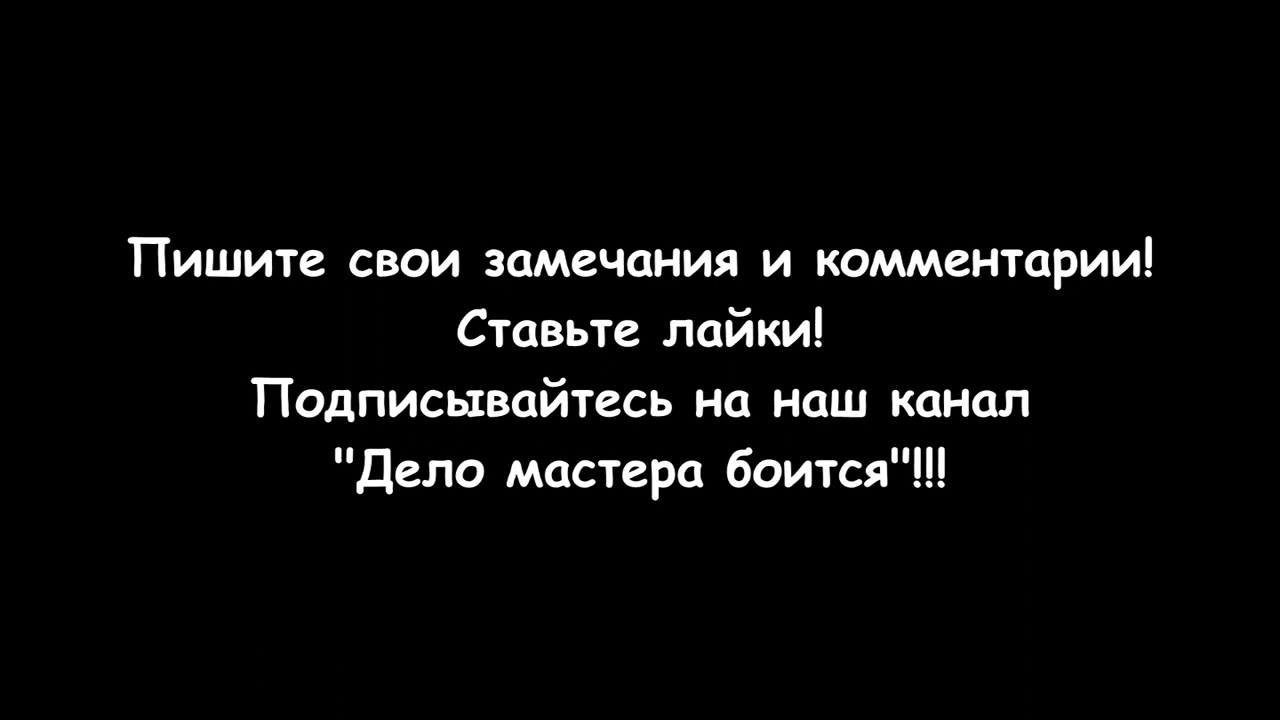 Пишите свои замечания и комментарии!
Ставьте лайки!
Подписывайтесь на наш канал
"Дело мастера боится"!!!